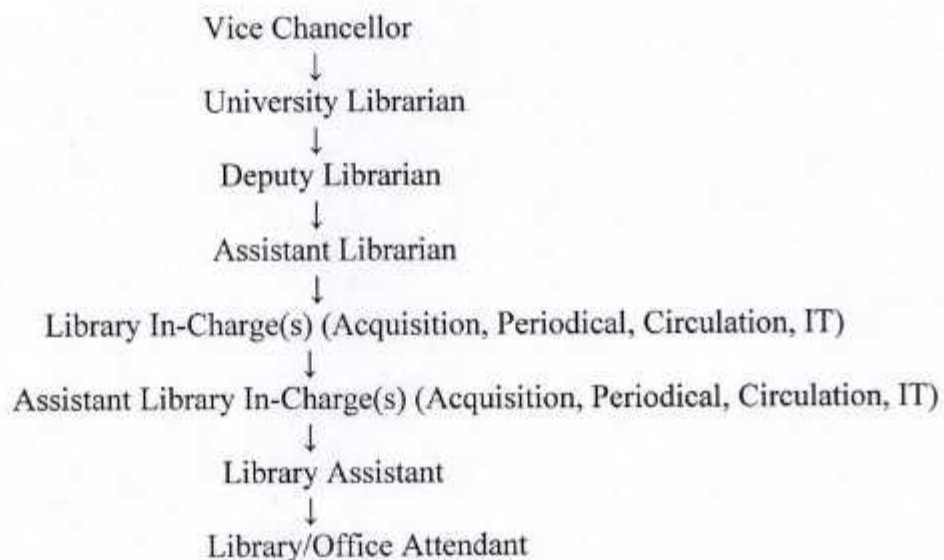 Vice Chancellor
↓
University Librarian
↓
Deputy Librarian
↓
Assistant Librarian
↓
Library In-Charge(s) (Acquisition, Periodical, Circulation, IT)
↓
Assistant Library In-Charge(s) (Acquisition, Periodical, Circulation, IT)
↓
Library Assistant
↓
Library/Office Attendant